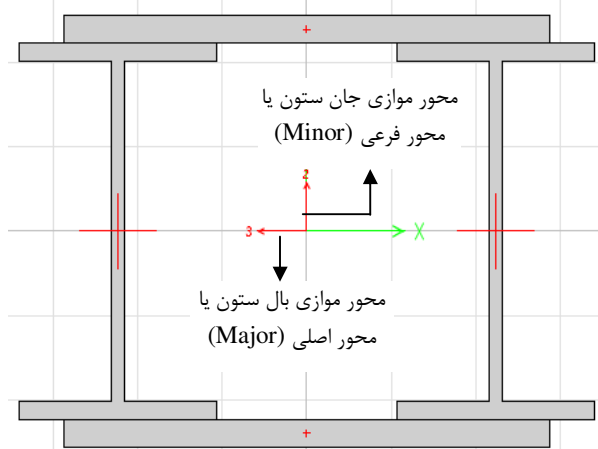 محور موازی جان ستون یا
محور فرعی (Minor)
2
3
X
محور موازی بال ستون یا
محور اصلی (Major)